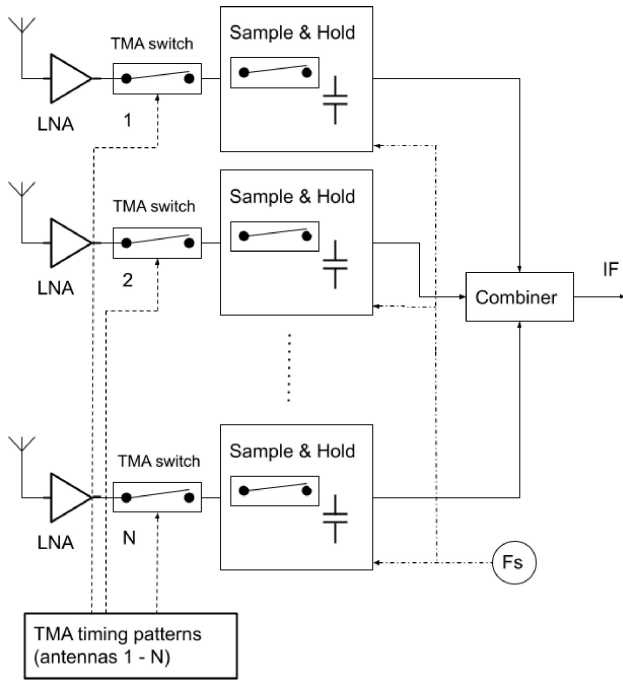 Sample & Hold
TMA switch
LNA
1
Sample & Hold
TMA switch
LNA
2
IF
Combiner
Sample & Hold
TMA switch
LNA
N
Fs
TMA timing patterns
(antennas 1 - N)